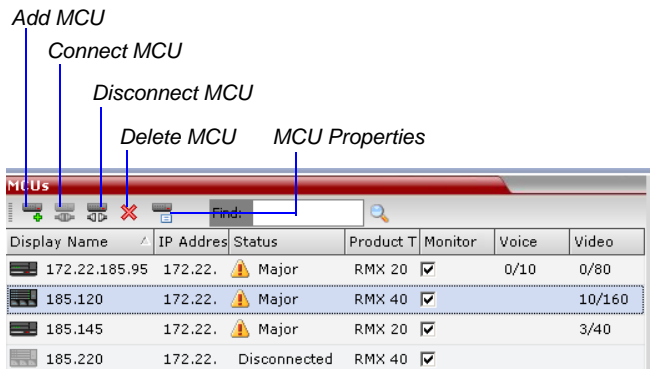 Add MCU
Connect MCU
Disconnect MCU
Delete MCU MCU Properties
MCUs
Find:
Display Name IP Addres Status Product T Monitor Voice Video
172.22.185.95 172.22. Major RMX 20 0/10 0/80
185.120 172.22. Major RMX 40 10/160
185.145 172.22. Major RMX 20 3/40
185.220 172.22. Disconnected RMX 40